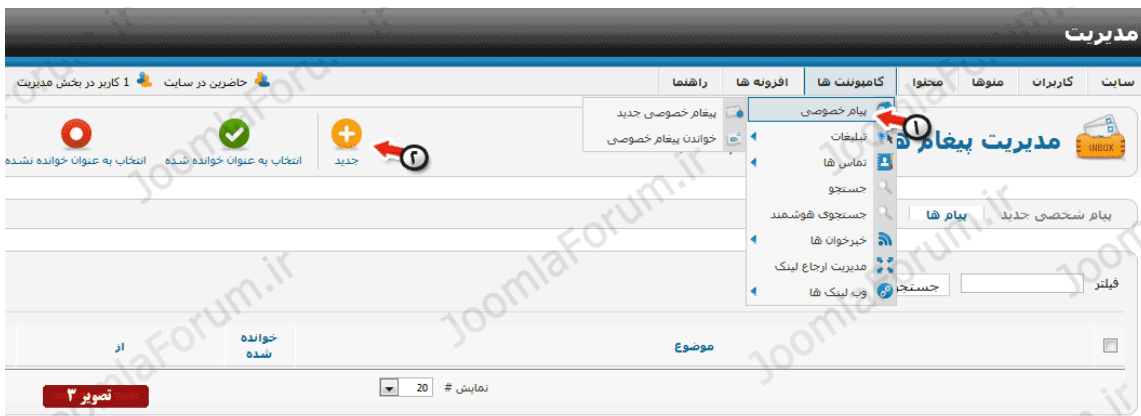 مدیریت
سایت کاربران منوها محتوا کامپوننت ها افزونه ها راهنما حاضرین در سایت 1 کاربر در بخش مدیریت
پیام خصوصی
تبلیغات
تماس ها
جستجو
جستجوی هوشمند
خبرخوان ها
مدیریت ارجاع لینک
وب لینک ها
پیغام خصوصی جدید
خواندن پیغام خصوصی
۱
INBOX
مدیریت پیغام ها
جدید
انتخاب به عنوان خوانده شده
انتخاب به عنوان خوانده نشده
۲
پیام شخصی جدید پیام ها
فیلتر جستجو
موضوع خوانده شده از
نمایش # 20
تصویر ۳
JoomlaForum.ir